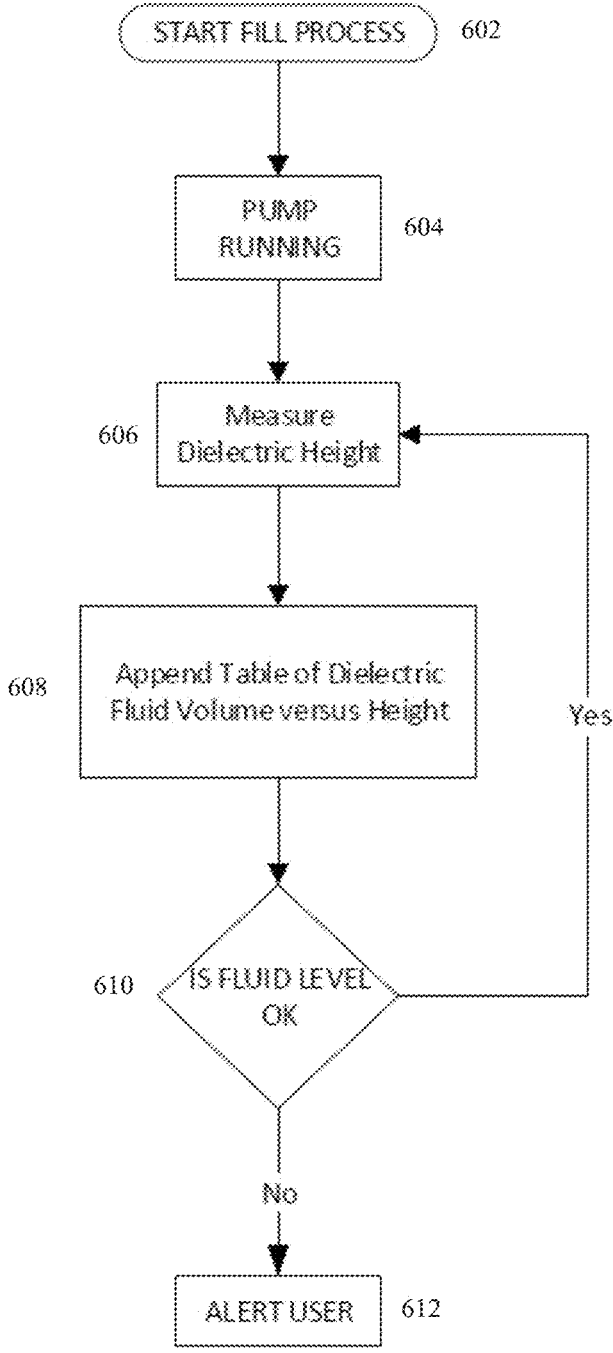 START FILL PROCESS
602
PUMP
RUNNING
604
606
Measure
Dielectric Height
608
Append Table of Dielectric
Fluid Volume versus Height
Yes
610
IS FLUID LEVEL
OK
No
ALERT USER
612